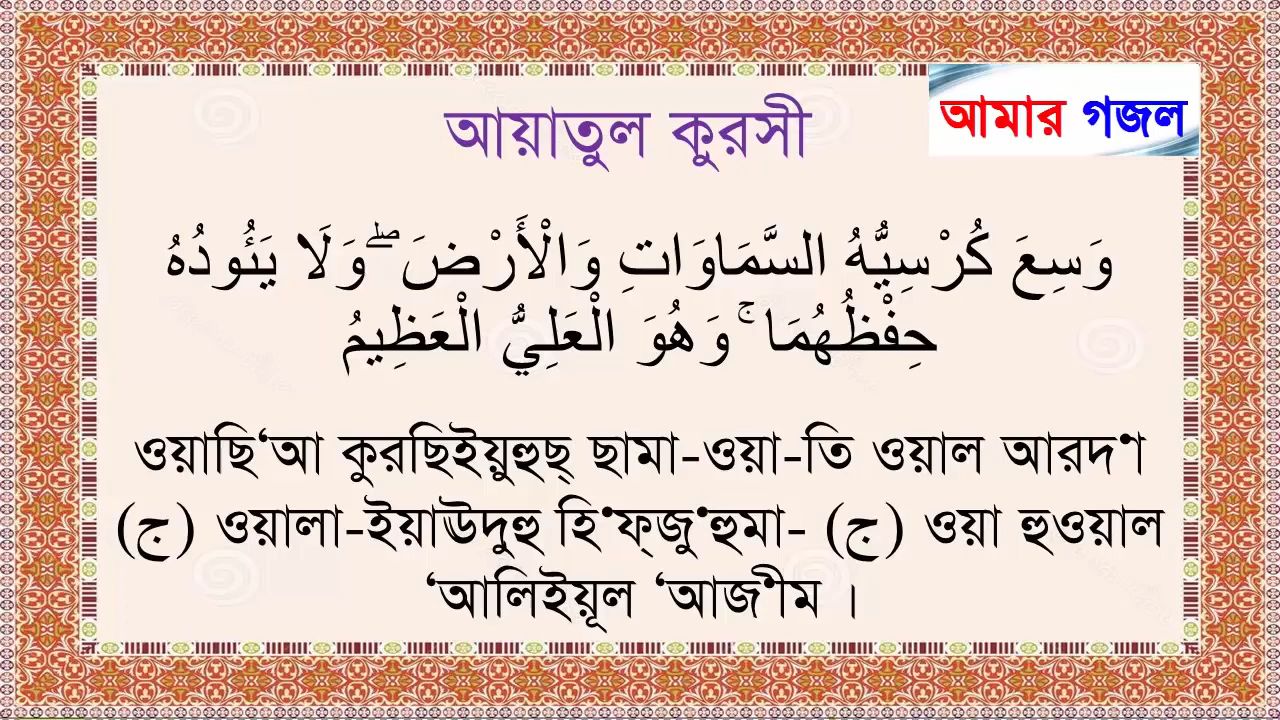 আয়াতুল কুরসী
আমার গজল
وَسِعَ كُرْسِيُّهُ السَّمَاوَاتِ وَالْأَرْضَ ۖ وَلَا يَئُودُهُ
حِفْظُهُمَا ۚ وَهُوَ الْعَلِيُّ الْعَظِيمُ
ওয়াছি‘আ কুরছিইয়ুহুছ্ ছামা-ওয়া-তি ওয়াল আরদ'া
(ج) ওয়ালা-ইয়াঊদুহু হি'ফ্জু'হুমা- (ج) ওয়া হুওয়াল
‘আলিইয়ূল ‘আজ'ীম ।